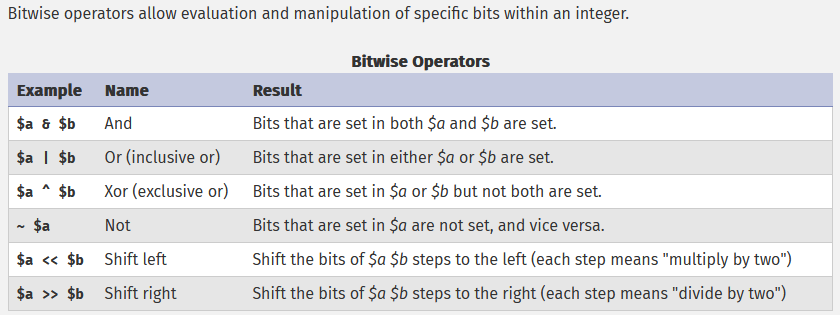 Bitwise operators allow evaluation and manipulation of specific bits within an integer.
Bitwise Operators
Example Name Result
$a & $b And Bits that are set in both $a and $b are set.
$a | $b Or (inclusive or) Bits that are set in either $a or $b are set.
$a ^ $b Xor (exclusive or) Bits that are set in $a or $b but not both are set.
~ $a Not Bits that are set in $a are not set, and vice versa.
$a << $b Shift left Shift the bits of $a $b steps to the left (each step means "multiply by two")
$a >> $b Shift right Shift the bits of $a $b steps to the right (each step means "divide by two")